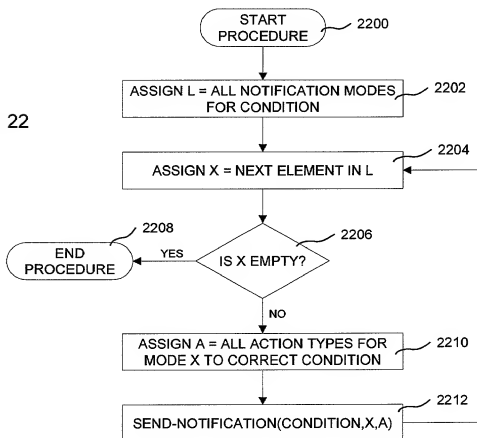 START
PROCEDURE
2200
ASSIGN L = ALL NOTIFICATION MODES
FOR CONDITION
2202
22
ASSIGN X = NEXT ELEMENT IN L
2204
2208
END
PROCEDURE
YES
IS X EMPTY?
2206
NO
ASSIGN A = ALL ACTION TYPES FOR
MODE X TO CORRECT CONDITION
2210
2212
SEND-NOTIFICATION(CONDITION,X,A)